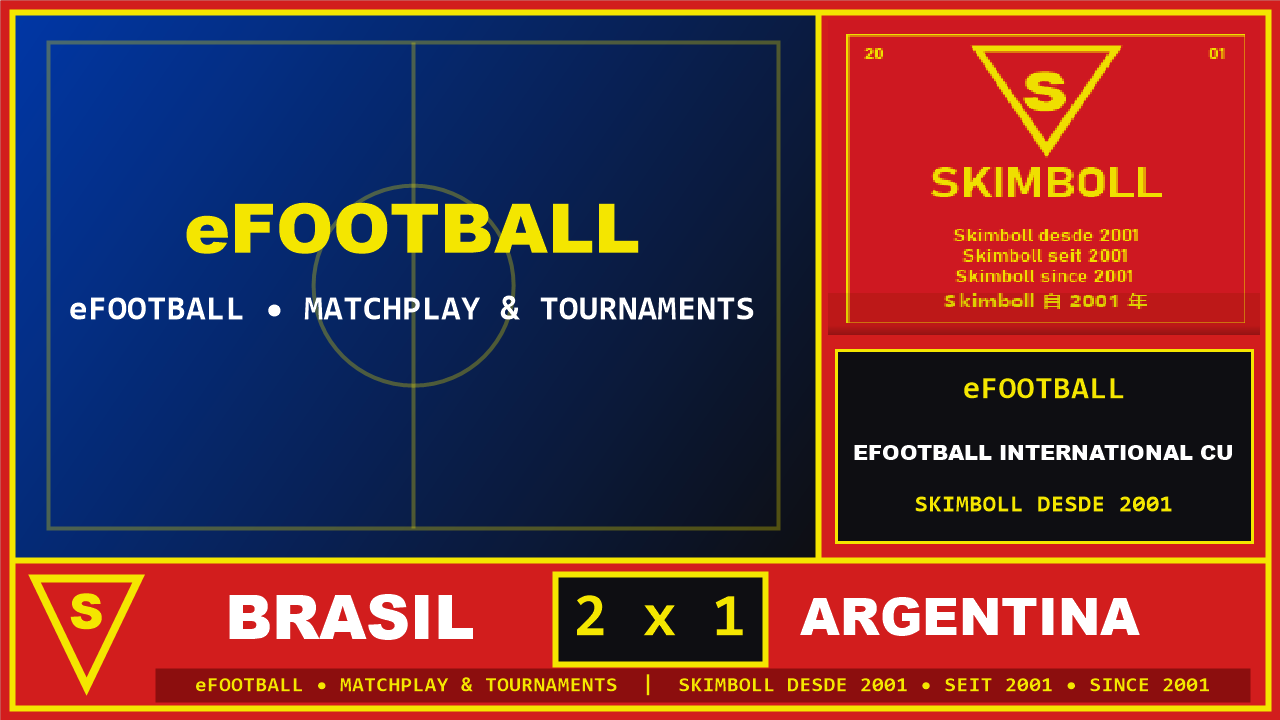 eFOOTBALL
eFOOTBALL • MATCHPLAY & TOURNAMENTS
20 01
S
SKIMBOLL
Skimboll desde 2001
Skimboll seit 2001
Skimboll since 2001
Skimboll 自 2001 年
eFOOTBALL
EFOOTBALL INTERNATIONAL CU
SKIMBOLL DESDE 2001
S
BRASIL 2 x 1 ARGENTINA
eFOOTBALL • MATCHPLAY & TOURNAMENTS | SKIMBOLL DESDE 2001 • SEIT 2001 • SINCE 2001